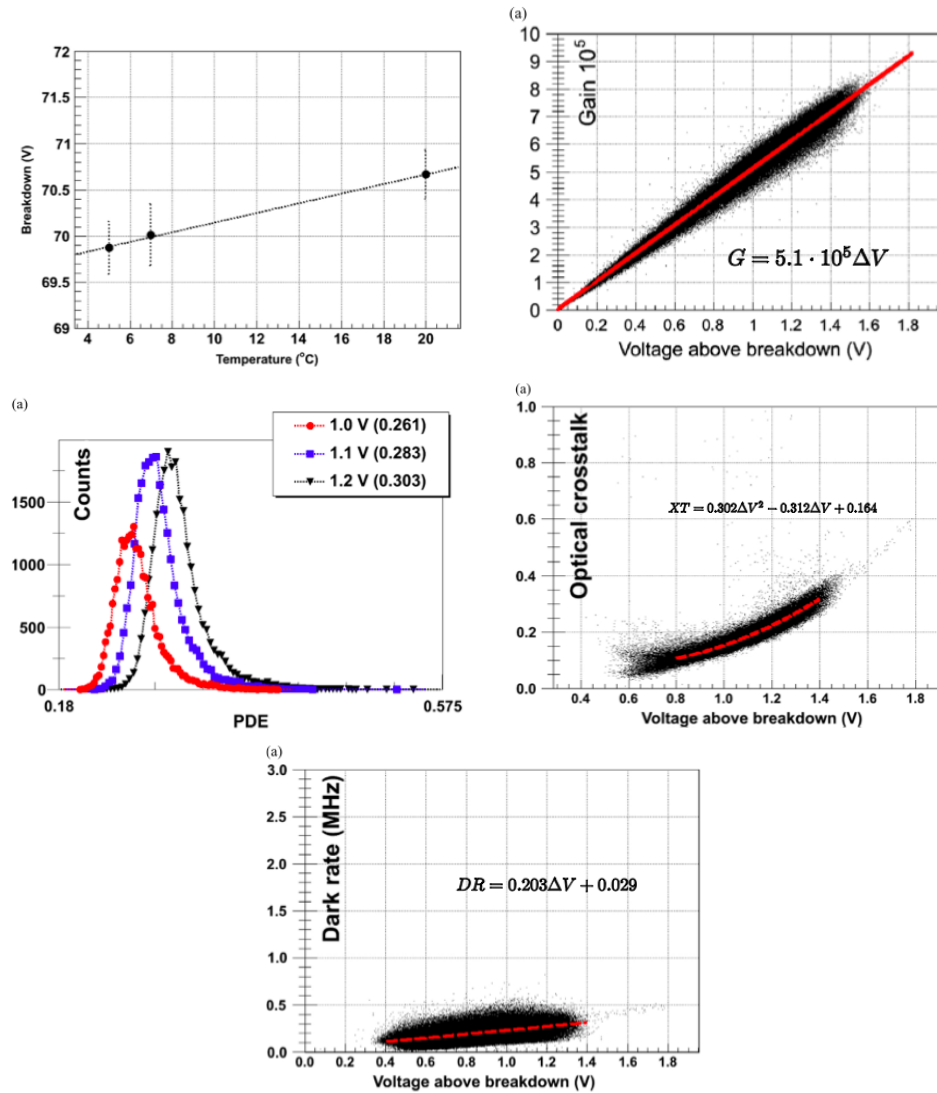 72
71.5
71
70.5
70
69.5
69
Breakdown (V)
4 6 8 10 12 14 16 18 20
Temperature (°C)
(a)
10
9
8
7
6
5
4
3
2
1
0
Gain 10⁵
G = 5.1 · 10⁵ΔV
0 0.2 0.4 0.6 0.8 1 1.2 1.4 1.6 1.8
Voltage above breakdown (V)
(a)
Counts
1500
1000
500
0
1.0 V (0.261)
1.1 V (0.283)
1.2 V (0.303)
0.18 0.575
PDE
(a)
1.0
0.8
0.6
0.4
0.2
0.0
Optical crosstalk
XT = 0.302ΔV² − 0.312ΔV + 0.164
0.4 0.6 0.8 1.0 1.2 1.4 1.6 1.8
Voltage above breakdown (V)
(a)
3.0
2.5
2.0
1.5
1.0
0.5
0.0
Dark rate (MHz)
DR = 0.203ΔV + 0.029
0.0 0.2 0.4 0.6 0.8 1.0 1.2 1.4 1.6 1.8
Voltage above breakdown (V)